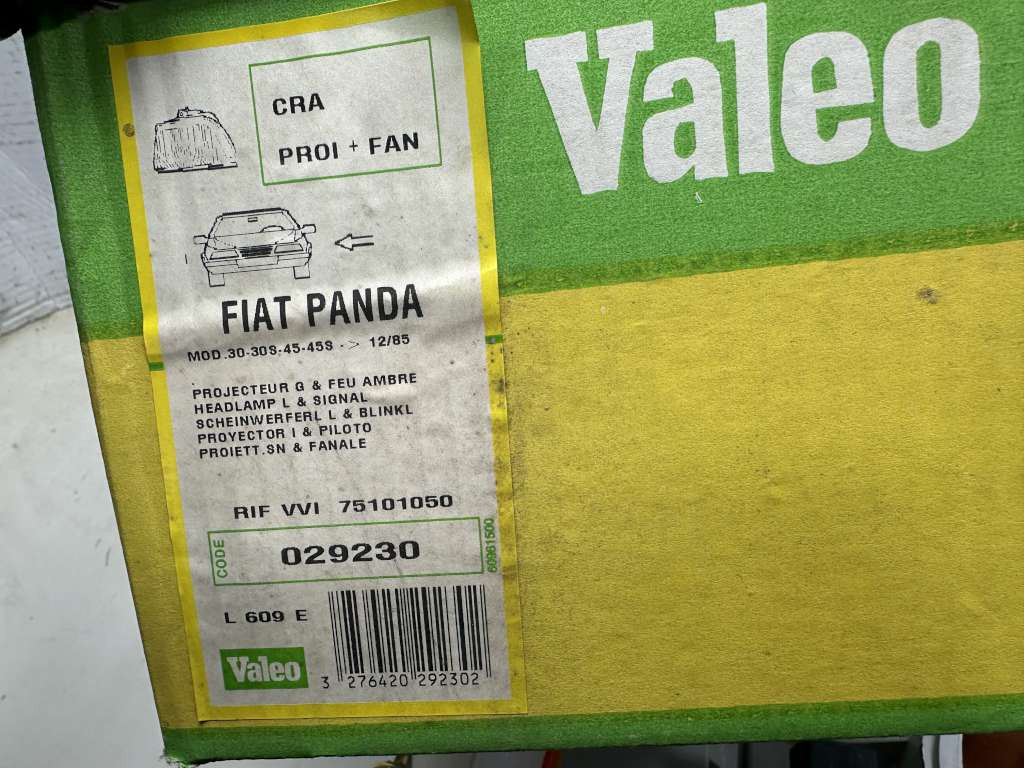 Valeo
CRA
PROI + FAN
FIAT PANDA
MOD.30-30S-45-45S -> 12/85
PROJECTEUR G & FEU AMBRE
HEADLAMP L & SIGNAL
SCHEINWERFERL L & BLINKL
PROYECTOR I & PILOTO
PROIETT.SN & FANALE
RIF VVI 75101050
CODE
029230
60961500
L 609 E
Valeo
3 276420 292302